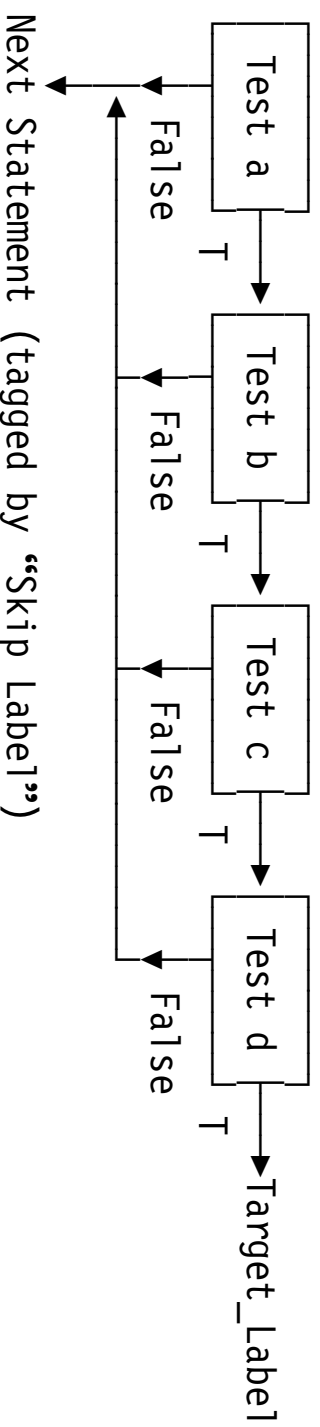 Test a
T
Test b
T
Test c
T
Test d
T
Target_Label
False
False
False
False
Next Statement (tagged by “Skip Label”)